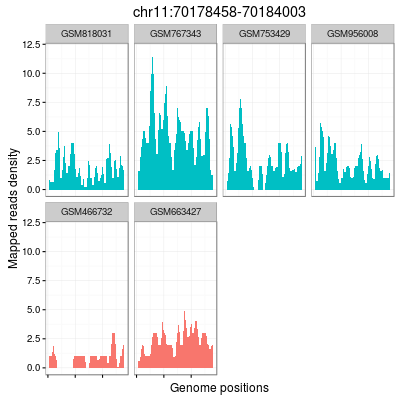 chr11:70178458-70184003
GSM818031 GSM767343 GSM753429 GSM956008
12.5
10.0
7.5
5.0
2.5
0.0
GSM466732 GSM663427
12.5
10.0
7.5
5.0
2.5
0.0
Mapped reads density
Genome positions